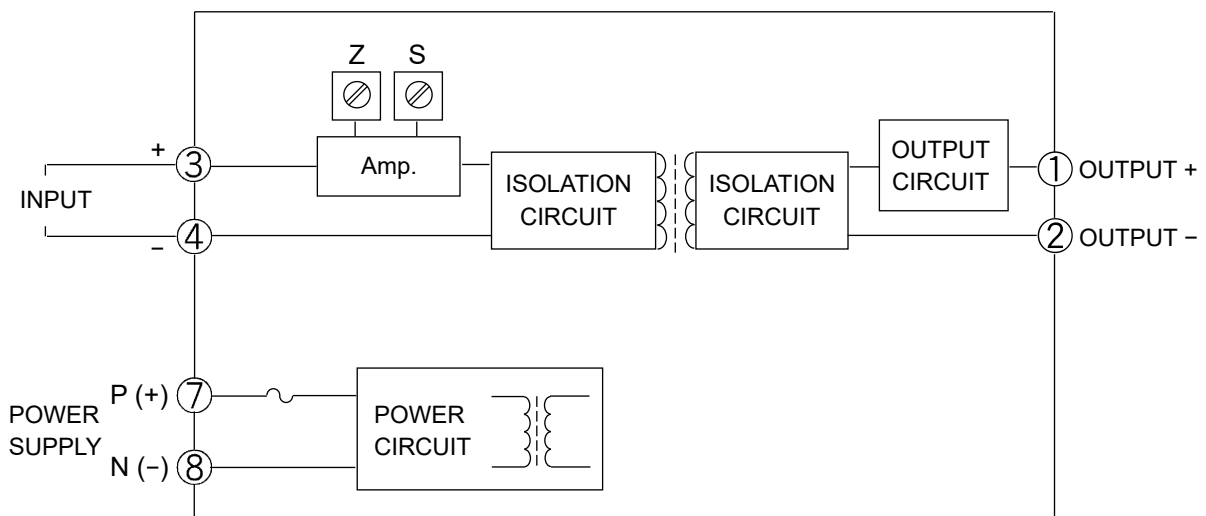 Z S
+
3
Amp.
INPUT
ISOLATION
CIRCUIT
ISOLATION
CIRCUIT
OUTPUT
CIRCUIT
1 OUTPUT +
4
−
2 OUTPUT −
POWER
SUPPLY
P (+) 7
N (−) 8
POWER
CIRCUIT